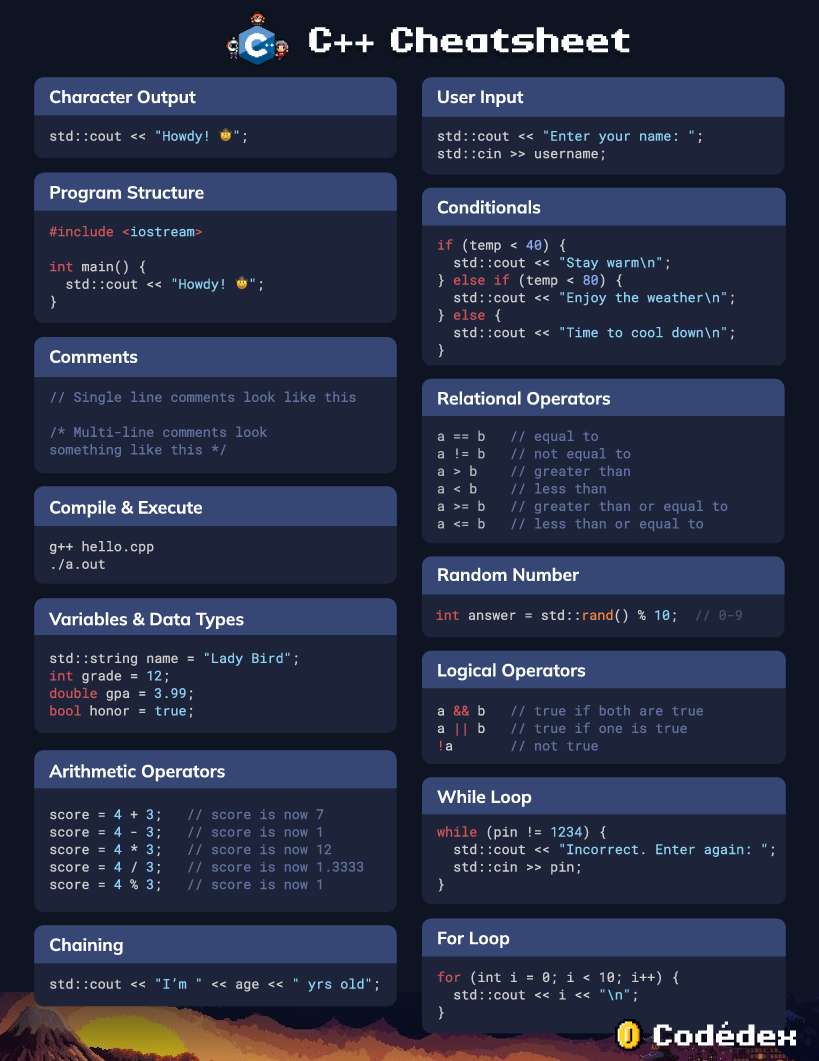 C++ Cheatsheet
Character Output
std::cout << "Howdy! 🤠";
Program Structure
#include <iostream>
int main() {
  std::cout << "Howdy! 🤠";
}
Comments
// Single line comments look like this
/* Multi-line comments look
something like this */
Compile & Execute
g++ hello.cpp
./a.out
Variables & Data Types
std::string name = "Lady Bird";
int grade = 12;
double gpa = 3.99;
bool honor = true;
Arithmetic Operators
score = 4 + 3;   // score is now 7
score = 4 - 3;   // score is now 1
score = 4 * 3;   // score is now 12
score = 4 / 3;   // score is now 1.3333
score = 4 % 3;   // score is now 1
Chaining
std::cout << "I’m " << age << " yrs old";
User Input
std::cout << "Enter your name: ";
std::cin >> username;
Conditionals
if (temp < 40) {
  std::cout << "Stay warm\n";
} else if (temp < 80) {
  std::cout << "Enjoy the weather\n";
} else {
  std::cout << "Time to cool down\n";
}
Relational Operators
a == b   // equal to
a != b   // not equal to
a > b    // greater than
a < b    // less than
a >= b   // greater than or equal to
a <= b   // less than or equal to
Random Number
int answer = std::rand() % 10;  // 0-9
Logical Operators
a && b   // true if both are true
a || b   // true if one is true
!a       // not true
While Loop
while (pin != 1234) {
  std::cout << "Incorrect. Enter again: ";
  std::cin >> pin;
}
For Loop
for (int i = 0; i < 10; i++) {
  std::cout << i << "\n";
}
Codédex